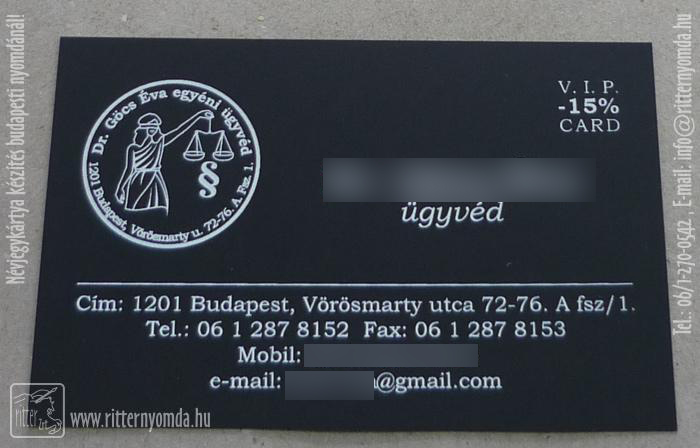 Dr. Göcs Éva egyéni ügyvéd
1201 Budapest, Vörösmarty u. 72-76. A. Fsz. 1.
§
V. I. P.
-15%
CARD
ügyvéd
Cím: 1201 Budapest, Vörösmarty utca 72-76. A fsz/1.
Tel.: 06 1 287 8152 Fax: 06 1 287 8153
Mobil:
e-mail: @gmail.com
Névjegykártya készítés budapesti nyomdánál!
Tel.: 06/1-270-0542 E-mail: info@ritternyomda.hu
ritter Zrt. www.ritternyomda.hu